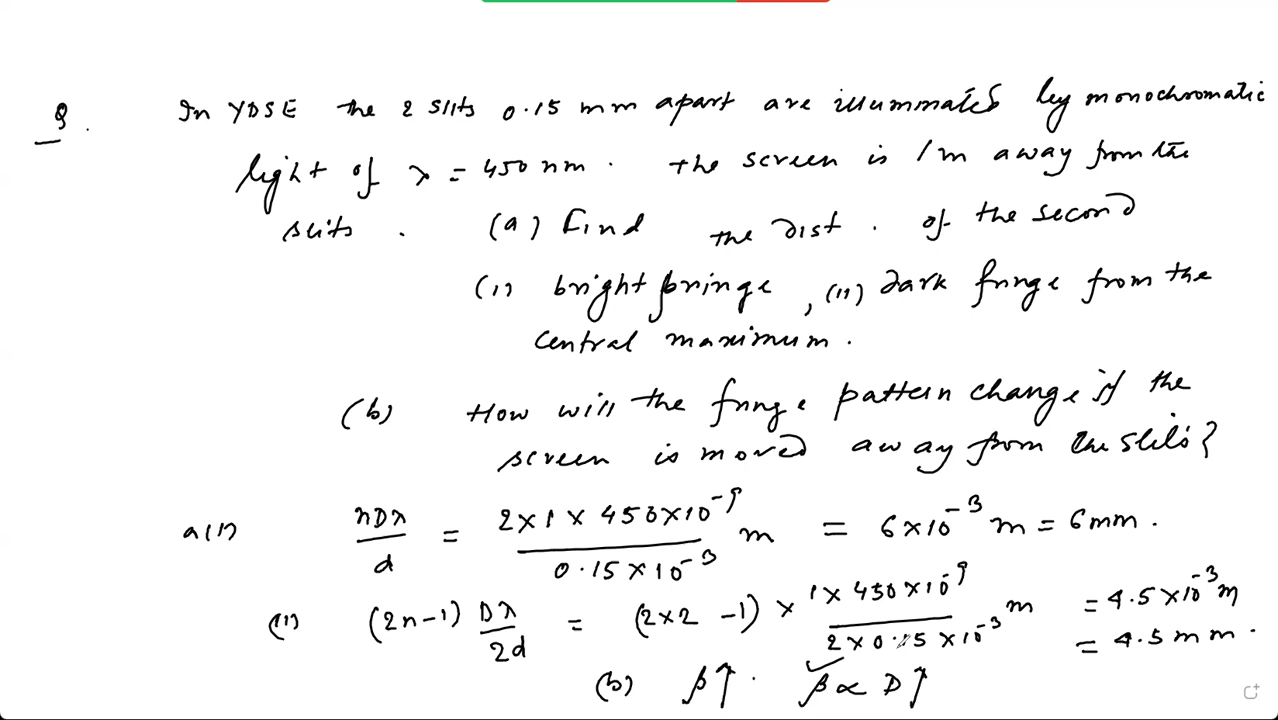 Q. In YDSE the 2 slits 0.15 mm apart are illuminated by monochromatic
light of λ = 450 nm. The screen is 1m away from the
slits. (a) Find the dist. of the second
(i) bright fringe, (ii) dark fringe from the
central maximum.
(b) How will the fringe pattern change if the
screen is moved away from the slits?
a(i) nDλ/d = 2×1×450×10⁻⁹/0.15×10⁻³ m = 6×10⁻³ m = 6mm.
(ii) (2n-1) Dλ/2d = (2×2 -1) × 1×450×10⁻⁹/2×0.15×10⁻³ m = 4.5×10⁻³ m
= 4.5 mm.
(b) β↑. β ∝ D↑